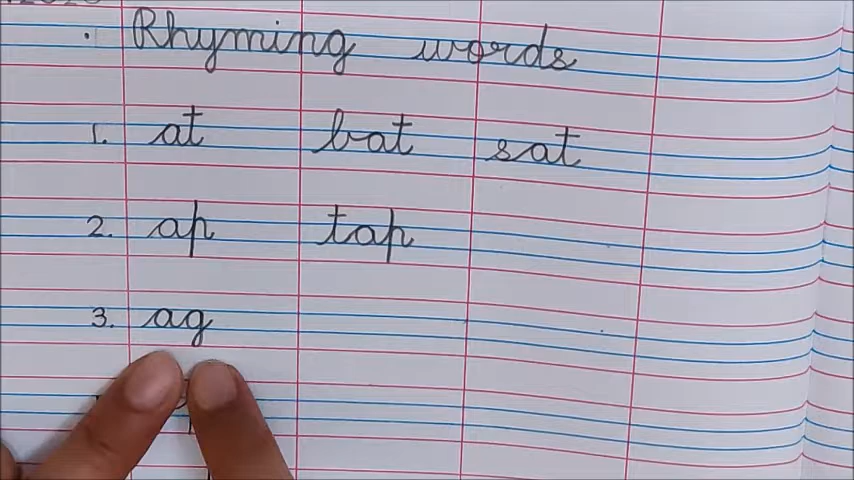 . Rhyming words
1. at bat sat
2. ap tap
3. ag